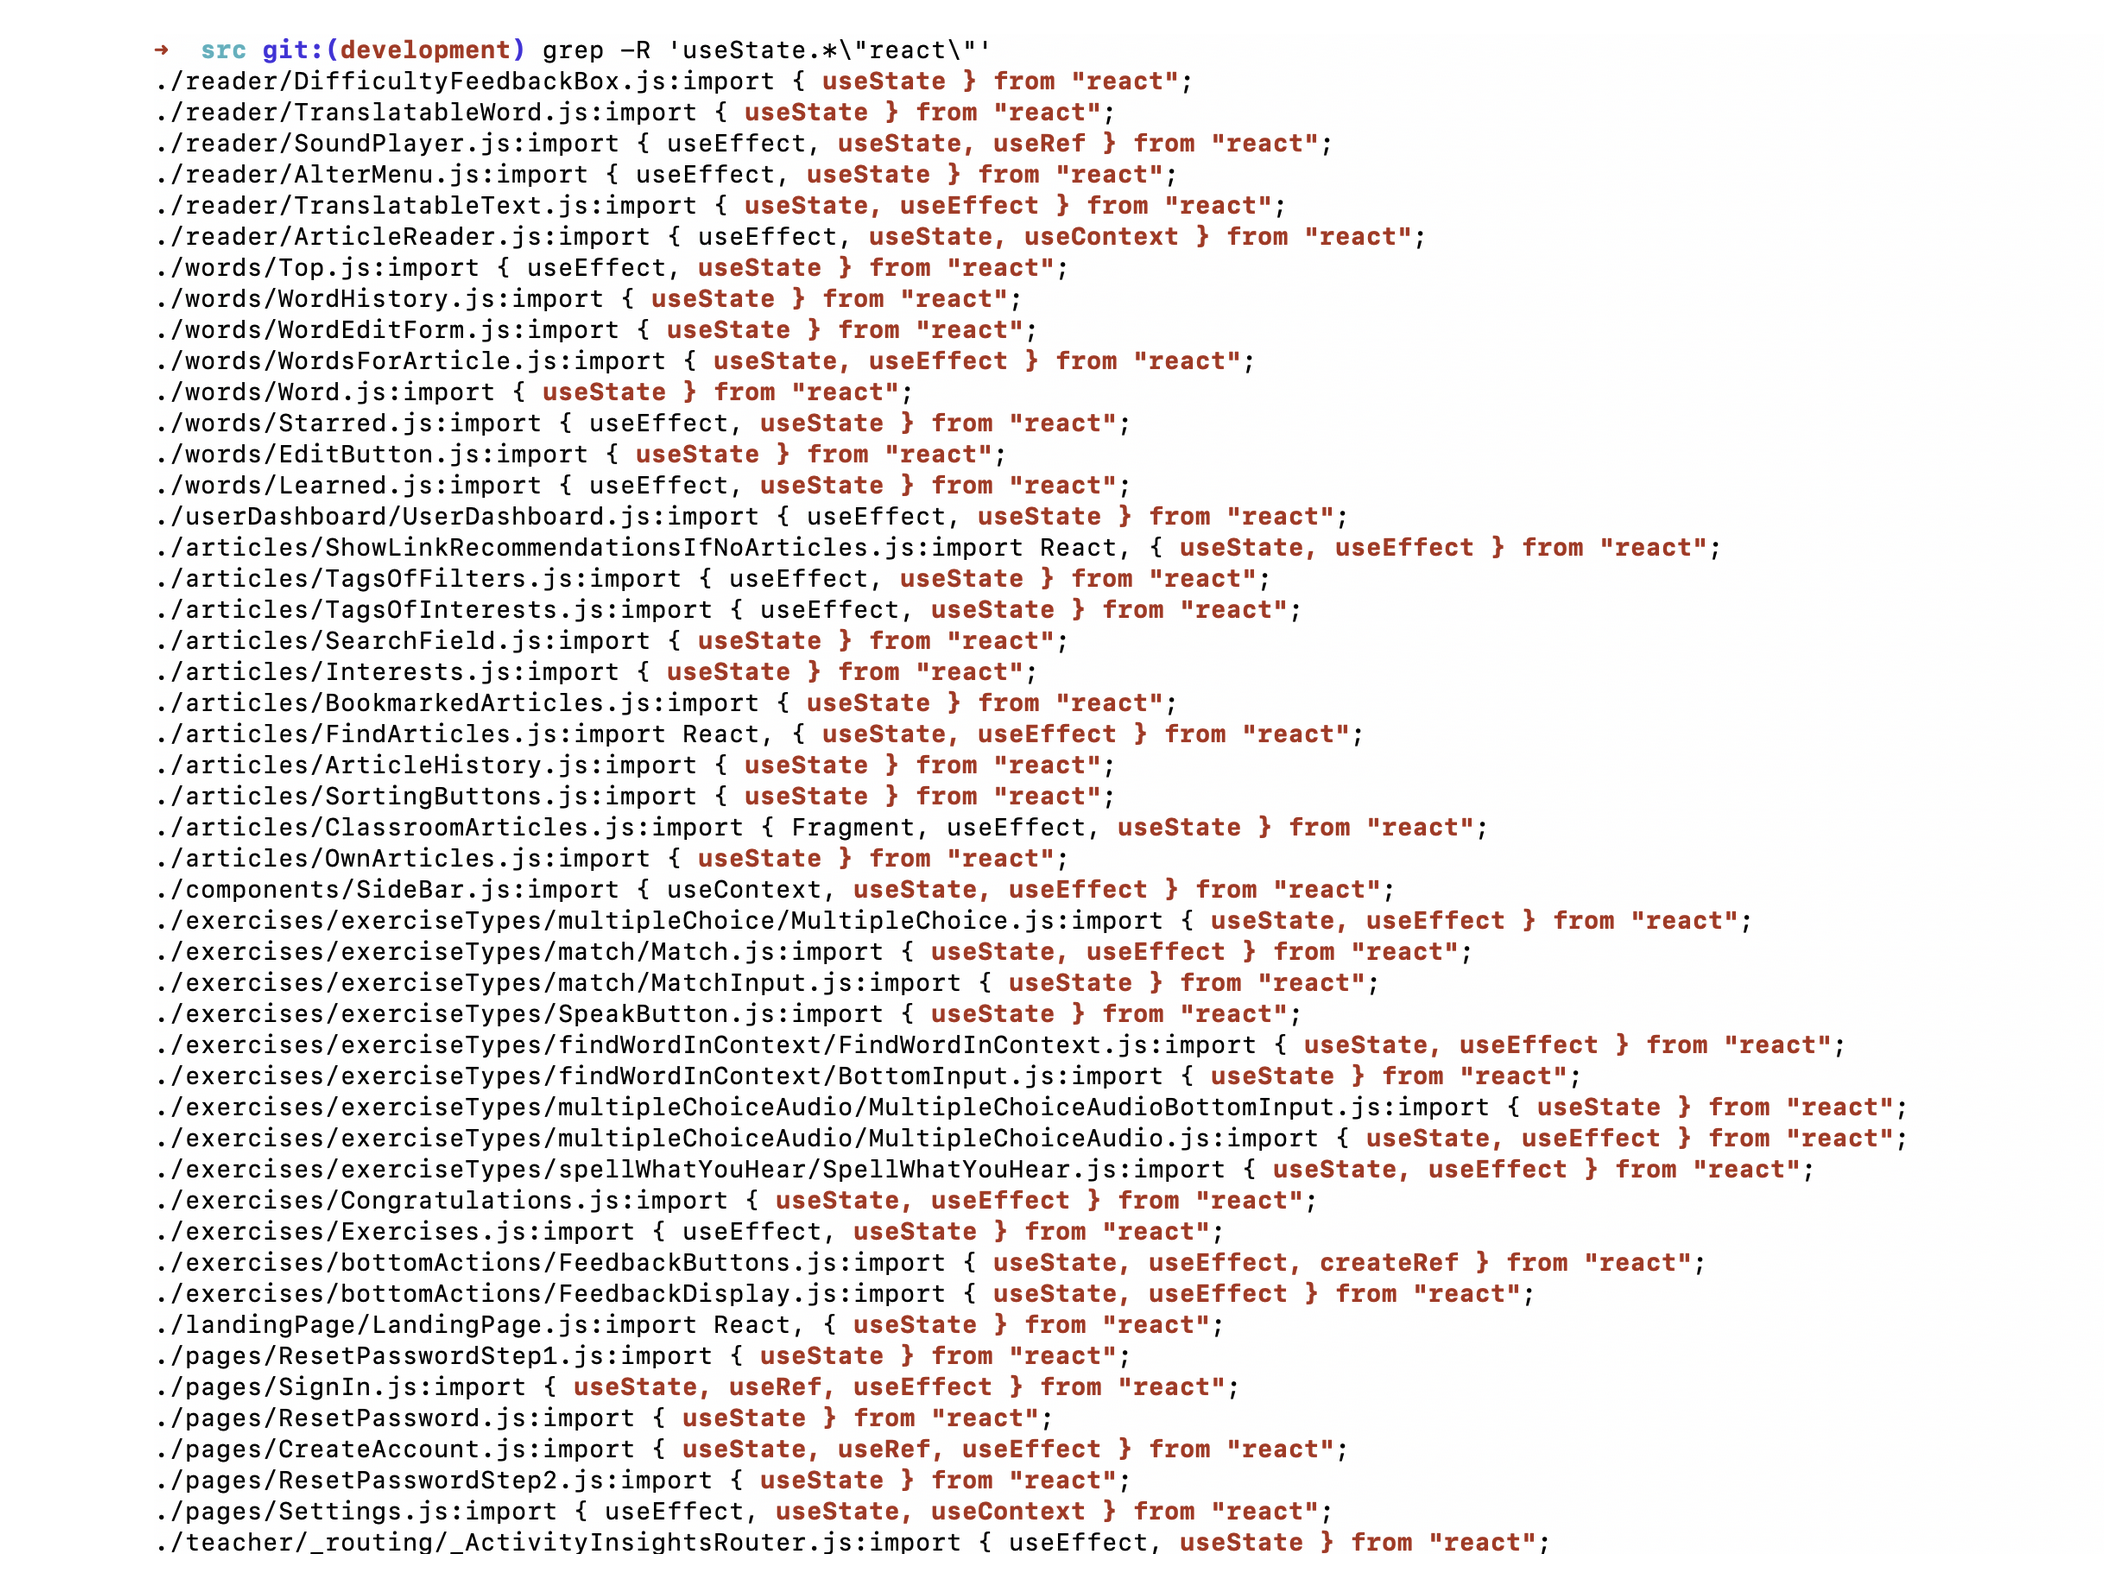 ➜  src git:(development) grep -R 'useState.*\"react\"'
./reader/DifficultyFeedbackBox.js:import { useState } from "react";
./reader/TranslatableWord.js:import { useState } from "react";
./reader/SoundPlayer.js:import { useEffect, useState, useRef } from "react";
./reader/AlterMenu.js:import { useEffect, useState } from "react";
./reader/TranslatableText.js:import { useState, useEffect } from "react";
./reader/ArticleReader.js:import { useEffect, useState, useContext } from "react";
./words/Top.js:import { useEffect, useState } from "react";
./words/WordHistory.js:import { useState } from "react";
./words/WordEditForm.js:import { useState } from "react";
./words/WordsForArticle.js:import { useState, useEffect } from "react";
./words/Word.js:import { useState } from "react";
./words/Starred.js:import { useEffect, useState } from "react";
./words/EditButton.js:import { useState } from "react";
./words/Learned.js:import { useEffect, useState } from "react";
./userDashboard/UserDashboard.js:import { useEffect, useState } from "react";
./articles/ShowLinkRecommendationsIfNoArticles.js:import React, { useState, useEffect } from "react";
./articles/TagsOfFilters.js:import { useEffect, useState } from "react";
./articles/TagsOfInterests.js:import { useEffect, useState } from "react";
./articles/SearchField.js:import { useState } from "react";
./articles/Interests.js:import { useState } from "react";
./articles/BookmarkedArticles.js:import { useState } from "react";
./articles/FindArticles.js:import React, { useState, useEffect } from "react";
./articles/ArticleHistory.js:import { useState } from "react";
./articles/SortingButtons.js:import { useState } from "react";
./articles/ClassroomArticles.js:import { Fragment, useEffect, useState } from "react";
./articles/OwnArticles.js:import { useState } from "react";
./components/SideBar.js:import { useContext, useState, useEffect } from "react";
./exercises/exerciseTypes/multipleChoice/MultipleChoice.js:import { useState, useEffect } from "react";
./exercises/exerciseTypes/match/Match.js:import { useState, useEffect } from "react";
./exercises/exerciseTypes/match/MatchInput.js:import { useState } from "react";
./exercises/exerciseTypes/SpeakButton.js:import { useState } from "react";
./exercises/exerciseTypes/findWordInContext/FindWordInContext.js:import { useState, useEffect } from "react";
./exercises/exerciseTypes/findWordInContext/BottomInput.js:import { useState } from "react";
./exercises/exerciseTypes/multipleChoiceAudio/MultipleChoiceAudioBottomInput.js:import { useState } from "react";
./exercises/exerciseTypes/multipleChoiceAudio/MultipleChoiceAudio.js:import { useState, useEffect } from "react";
./exercises/exerciseTypes/spellWhatYouHear/SpellWhatYouHear.js:import { useState, useEffect } from "react";
./exercises/Congratulations.js:import { useState, useEffect } from "react";
./exercises/Exercises.js:import { useEffect, useState } from "react";
./exercises/bottomActions/FeedbackButtons.js:import { useState, useEffect, createRef } from "react";
./exercises/bottomActions/FeedbackDisplay.js:import { useState, useEffect } from "react";
./landingPage/LandingPage.js:import React, { useState } from "react";
./pages/ResetPasswordStep1.js:import { useState } from "react";
./pages/SignIn.js:import { useState, useRef, useEffect } from "react";
./pages/ResetPassword.js:import { useState } from "react";
./pages/CreateAccount.js:import { useState, useRef, useEffect } from "react";
./pages/ResetPasswordStep2.js:import { useState } from "react";
./pages/Settings.js:import { useEffect, useState, useContext } from "react";
./teacher/_routing/_ActivityInsightsRouter.js:import { useEffect, useState } from "react";